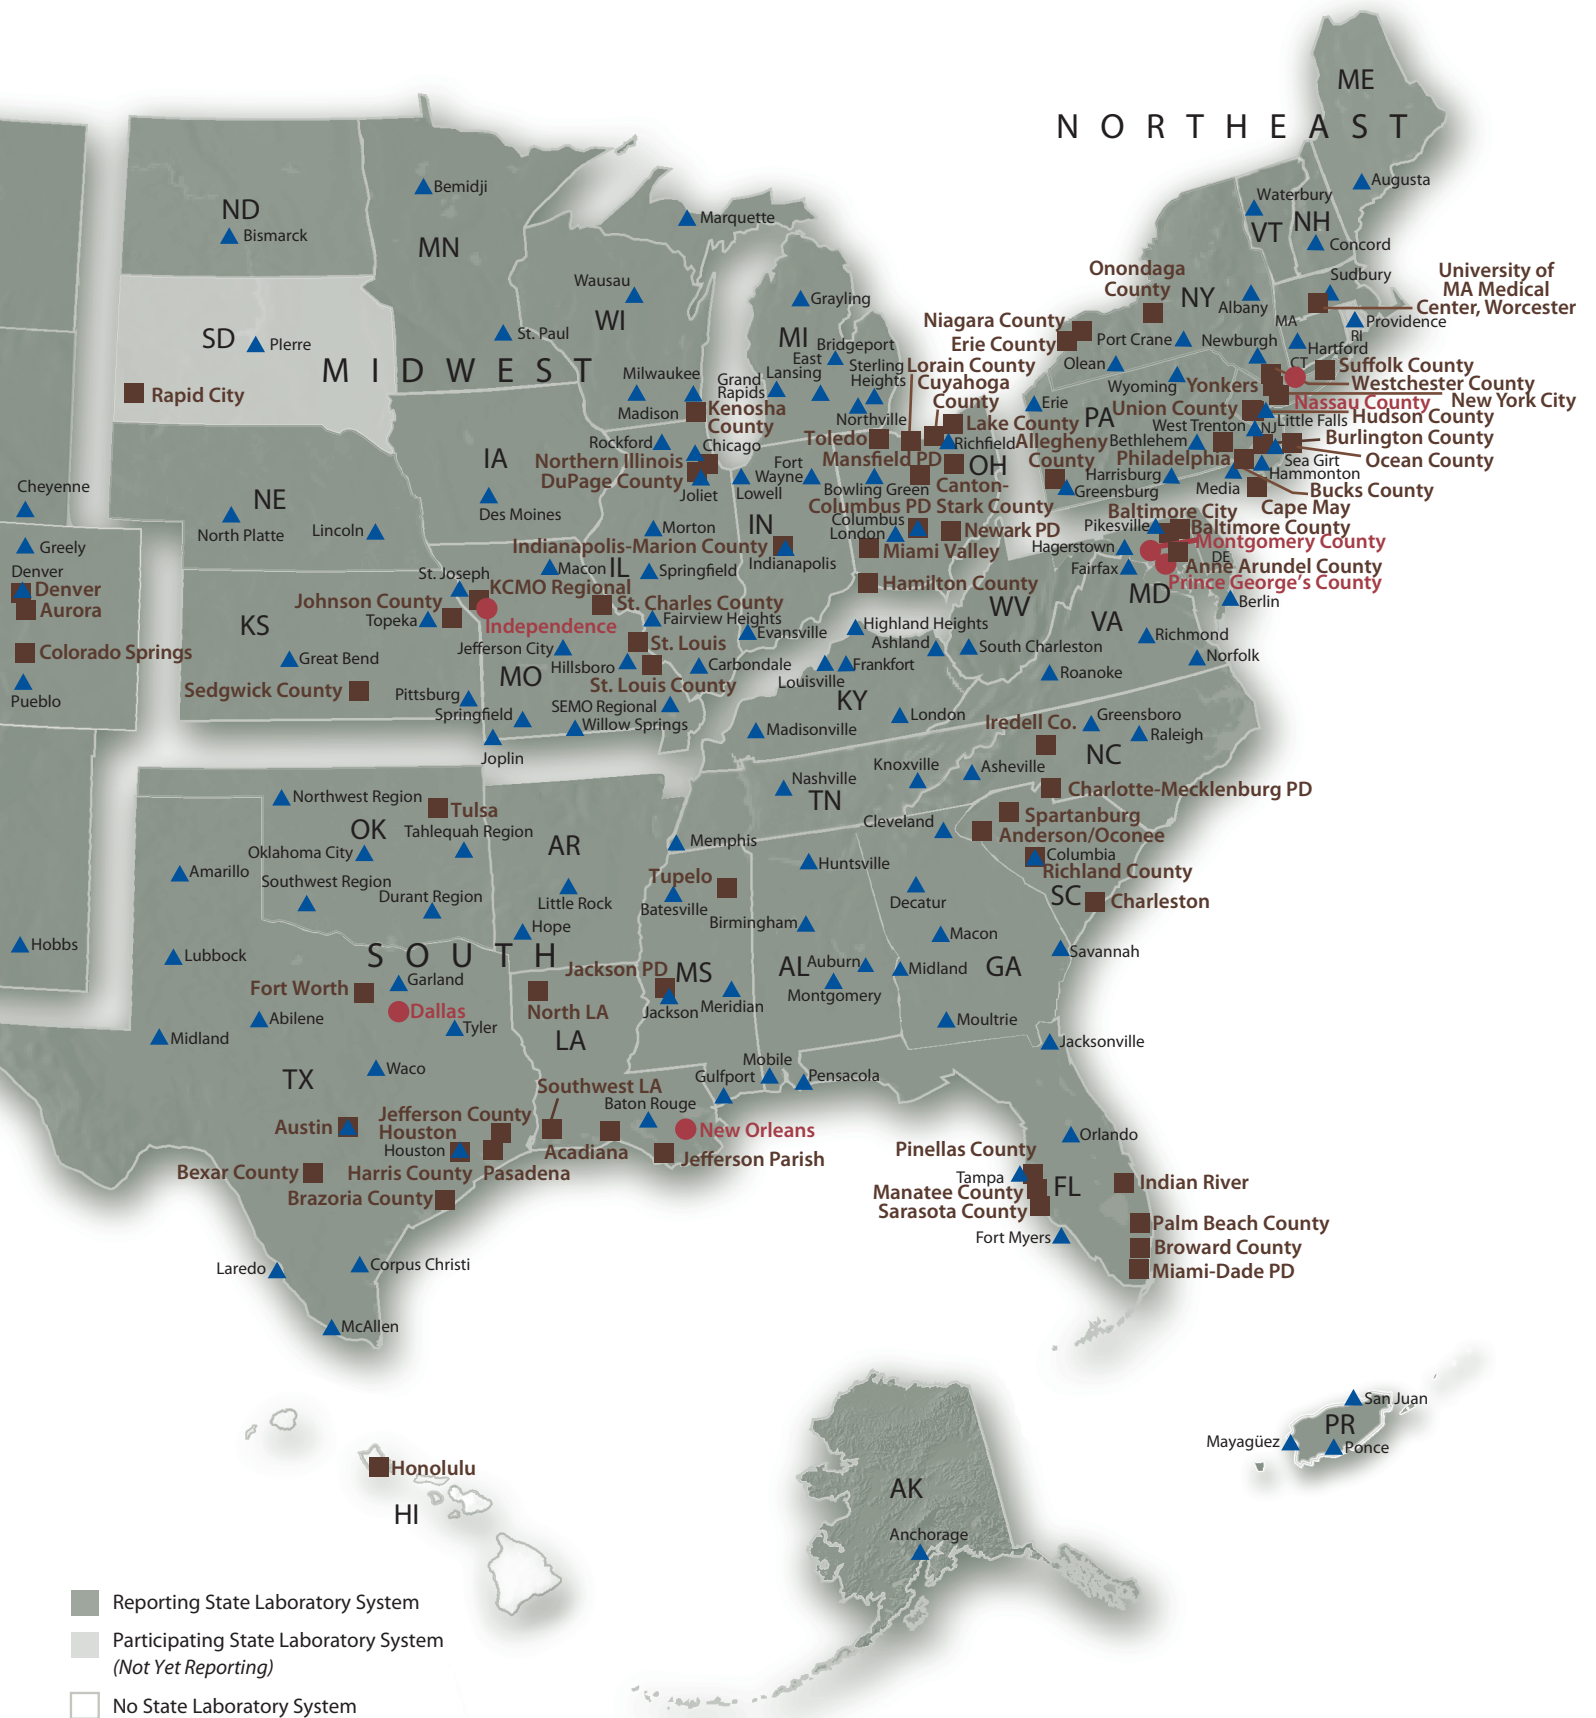 ME
NORTHEAST
Augusta
Waterbury
VT
NH
Concord
Bemidji
ND
Bismarck
MN
Marquette
Onondaga
County
NY
Albany
Sudbury
MA
University of
MA Medical
Center, Worcester
Providence
RI
Hartford
CT
Wausau
WI
St. Paul
Grayling
MI
Bridgeport
East
Lansing
Sterling
Heights
Niagara County
Erie County
Port Crane
Newburgh
Olean
Wyoming
Yonkers
Suffolk County
Westchester County
Nassau County
New York City
SD
PIerre
MIDWEST
Rapid City
Milwaukee
Madison
Grand
Rapids
Kenosha
County
Northville
Lorain County
Cuyahoga
County
Lake County
Richfield
Erie
PA
Union County
Little Falls
Hudson County
West Trenton
NJ
Burlington County
Ocean County
Sea Girt
Hammonton
Bucks County
Cape May
Rockford
Chicago
Northern Illinois
DuPage County
Joliet
Lowell
Fort
Wayne
Toledo
Mansfield PD
OH
Bowling Green
Canton-
Stark County
Allegheny
County
Greensburg
Bethlehem
Philadelphia
Harrisburg
Media
IA
Des Moines
Cheyenne
NE
North Platte
Lincoln
Morton
IN
Columbus PD
Columbus
London
Newark PD
Miami Valley
Baltimore City
Pikesville
Baltimore County
Montgomery County
Hagerstown
DE
Fairfax
Anne Arundel County
Prince George's County
MD
Berlin
Greely
Denver
Denver
Aurora
Colorado Springs
Pueblo
Indianapolis-Marion County
Indianapolis
Macon
IL
Springfield
St. Joseph
KCMO Regional
Johnson County
Topeka
Independence
St. Charles County
Fairview Heights
Hamilton County
WV
VA
Richmond
Norfolk
KS
Great Bend
Jefferson City
Hillsboro
St. Louis
St. Louis County
Evansville
Carbondale
Highland Heights
Ashland
South Charleston
Louisville
Frankfort
Roanoke
Sedgwick County
Pittsburg
MO
Springfield
SEMO Regional
Willow Springs
Joplin
KY
London
Madisonville
Iredell Co.
Greensboro
Raleigh
NC
Nashville
TN
Knoxville
Asheville
Charlotte-Mecklenburg PD
Northwest Region
Tulsa
OK
Tahlequah Region
Oklahoma City
Southwest Region
Durant Region
AR
Little Rock
Hope
Memphis
Cleveland
Spartanburg
Anderson/Oconee
Columbia
Richland County
SC
Charleston
Amarillo
Huntsville
Tupelo
Batesville
Birmingham
Decatur
Macon
Savannah
Hobbs
Lubbock
SOUTH
Garland
Fort Worth
Dallas
Abilene
Tyler
Midland
Jackson PD
MS
Jackson
Meridian
North LA
LA
AL
Auburn
Montgomery
Midland
GA
Moultrie
Jacksonville
TX
Waco
Mobile
Gulfport
Pensacola
Southwest LA
Baton Rouge
New Orleans
Acadiana
Jefferson Parish
Austin
Jefferson County
Houston
Houston
Harris County
Pasadena
Bexar County
Brazoria County
Orlando
Pinellas County
Tampa
FL
Manatee County
Sarasota County
Fort Myers
Indian River
Palm Beach County
Broward County
Miami-Dade PD
Laredo
Corpus Christi
McAllen
San Juan
PR
Mayagüez
Ponce
Honolulu
HI
AK
Anchorage
Reporting State Laboratory System
Participating State Laboratory System
(Not Yet Reporting)
No State Laboratory System